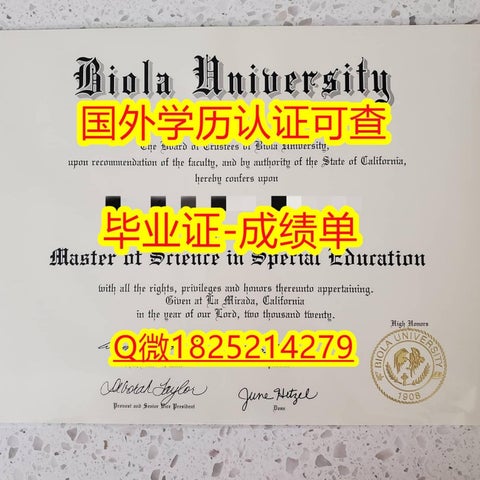 Biola University
国外学历认证可查
The Board of Trustees of Biola University,
upon recommendation of the faculty, and by authority of the State of California,
hereby confers upon
毕业证-成绩单
Master of Science in Special Education
with all the rights, privileges and honors thereunto appertaining.
Given at La Mirada, California
in the year of our Lord, two thousand twenty.
High Honors
Q微1825214279
BIOLA UNIVERSITY
1908
Deborah Taylor
June Hetzel
Provost and Senior Vice President
Dean